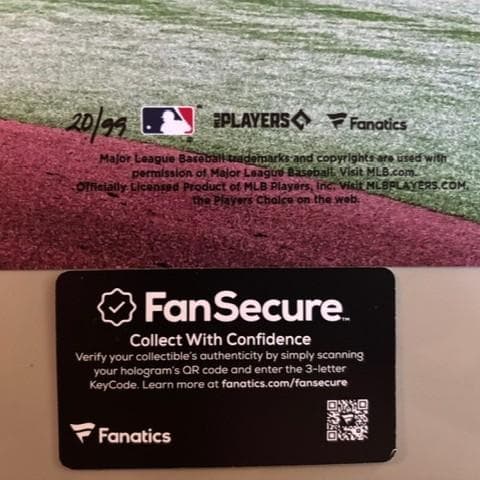 20/99 MLB PLAYERS Fanatics
Major League Baseball trademarks and copyrights are used with
permission of Major League Baseball. Visit MLB.com.
Officially Licensed Product of MLB Players, Inc. Visit MLBPLAYERS.COM,
the Players Choice on the web.
FanSecure™
Collect With Confidence
Verify your collectible's authenticity by simply scanning
your hologram's QR code and enter the 3-letter
KeyCode. Learn more at fanatics.com/fansecure
Fanatics